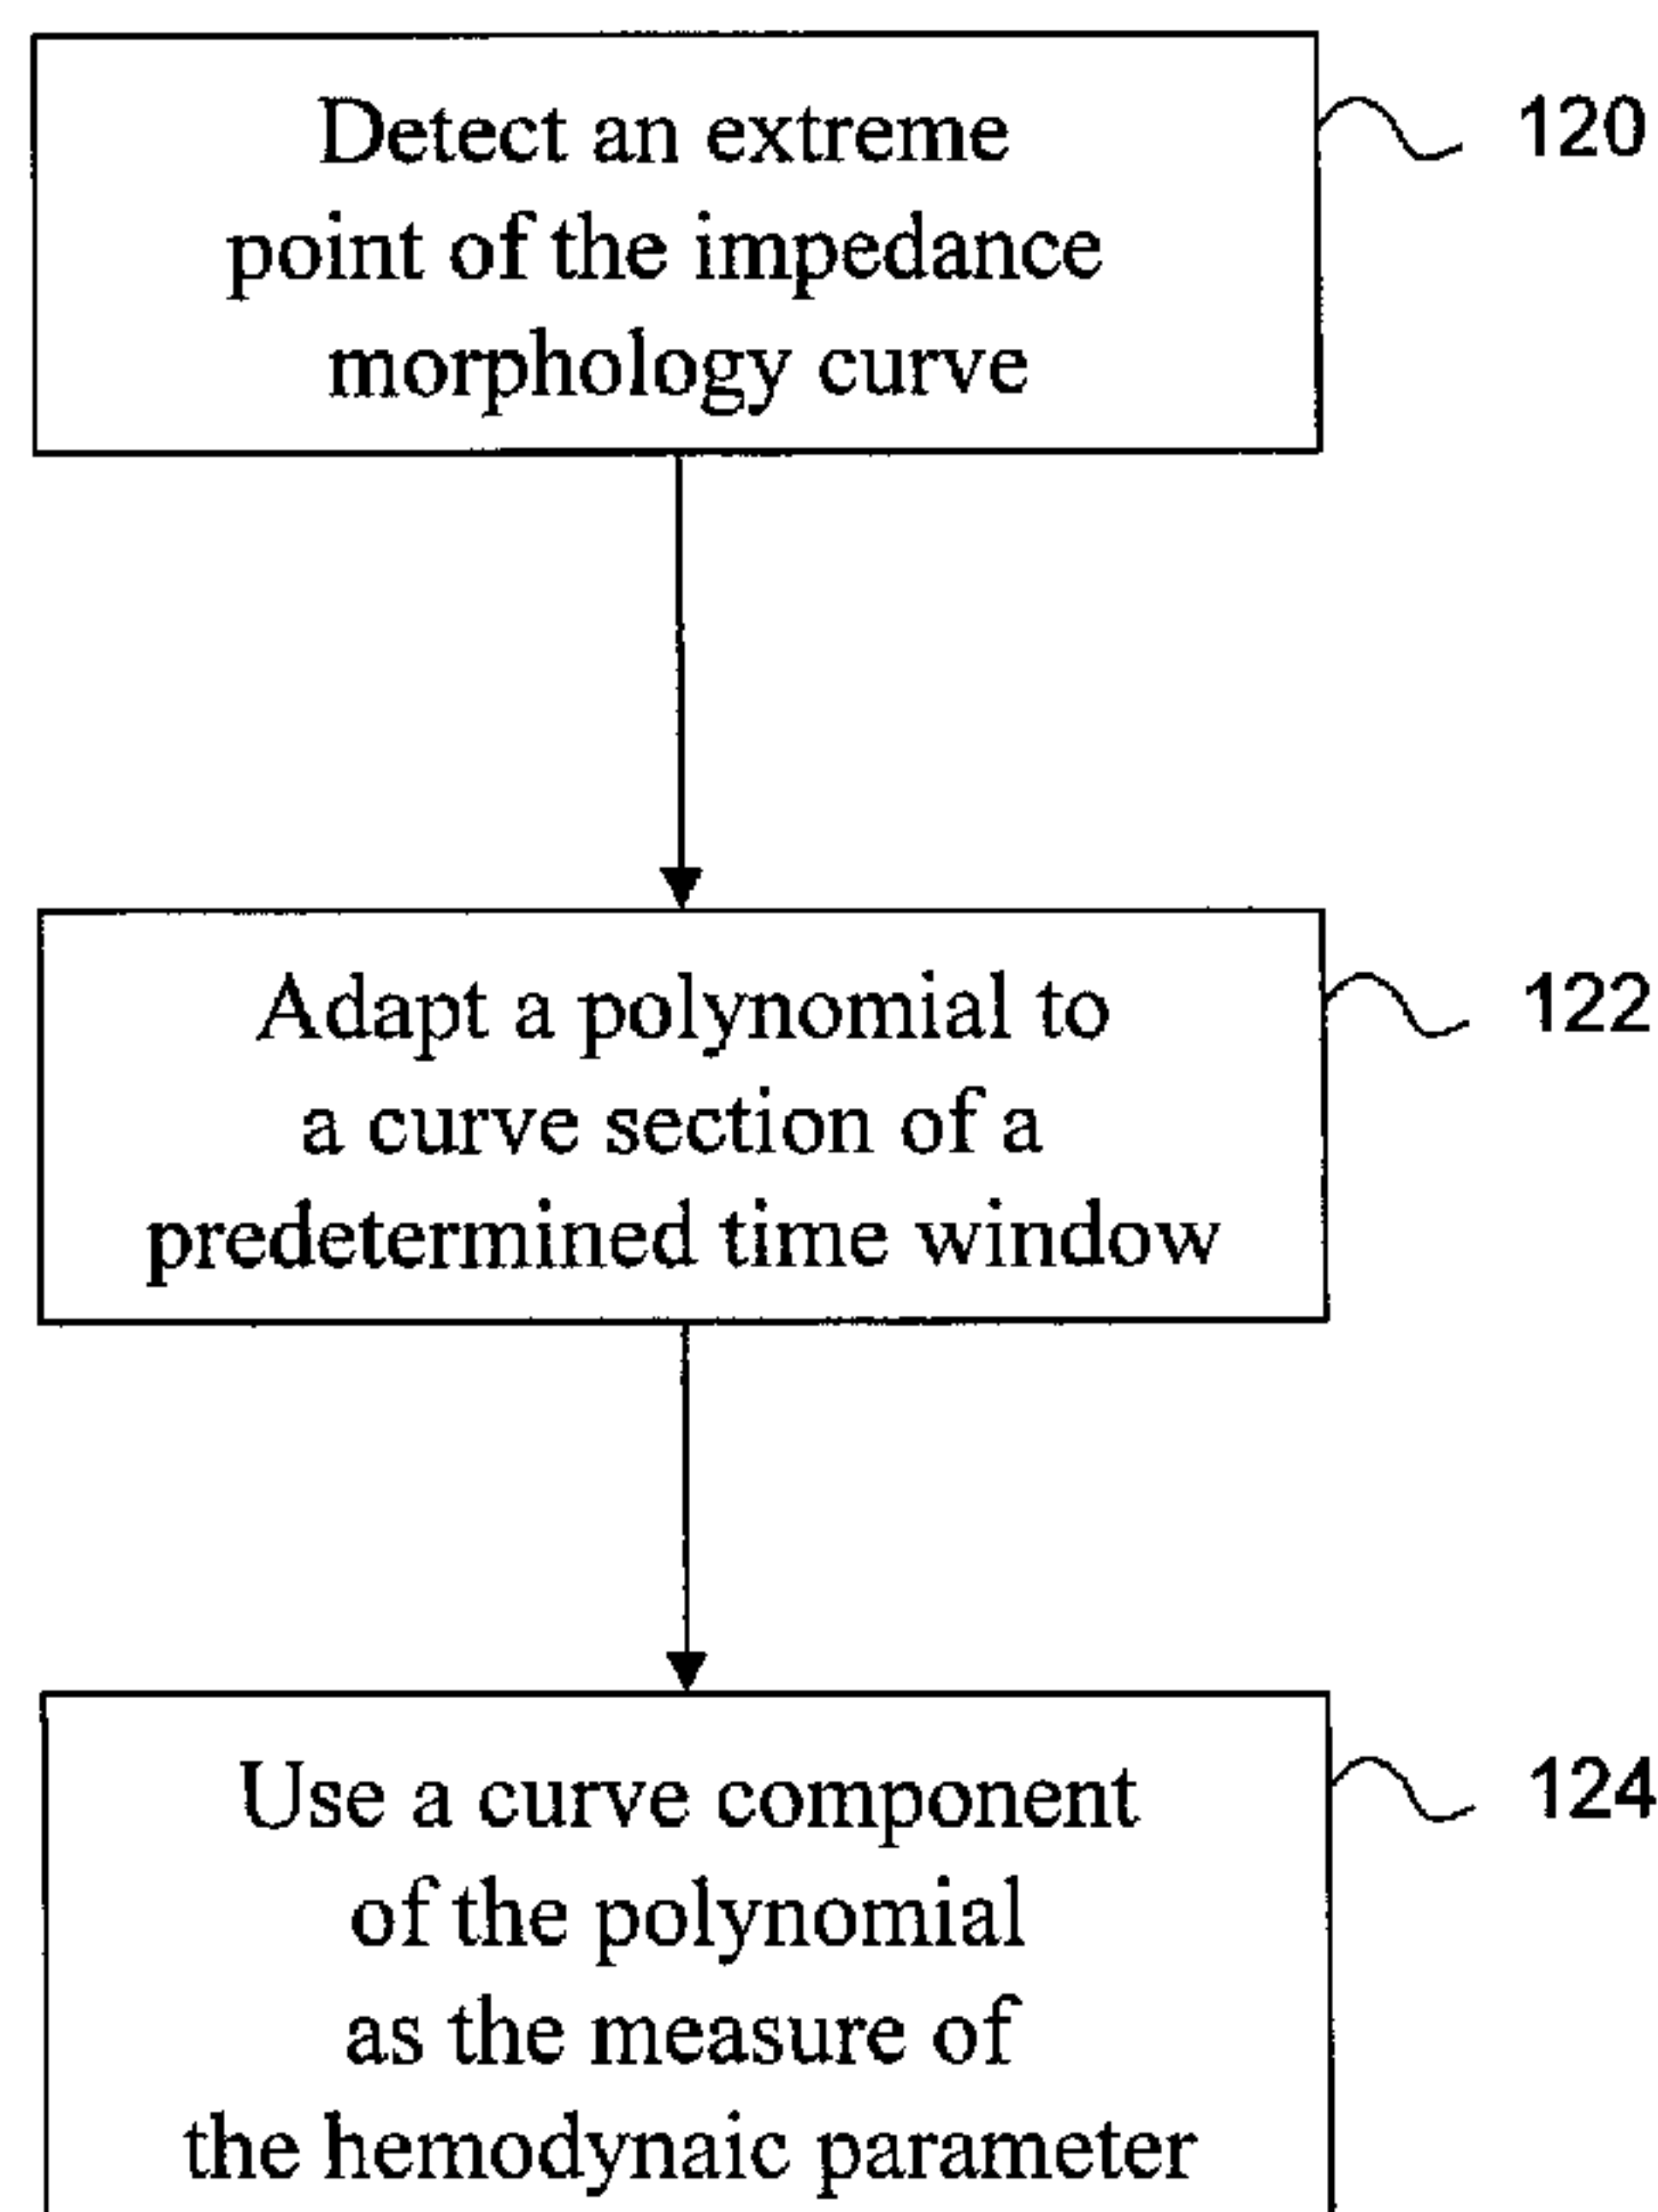 Detect an extreme
point of the impedance
morphology curve
120
Adapt a polynomial to
a curve section of a
predetermined time window
122
Use a curve component
of the polynomial
as the measure of
the hemodynaic parameter
124